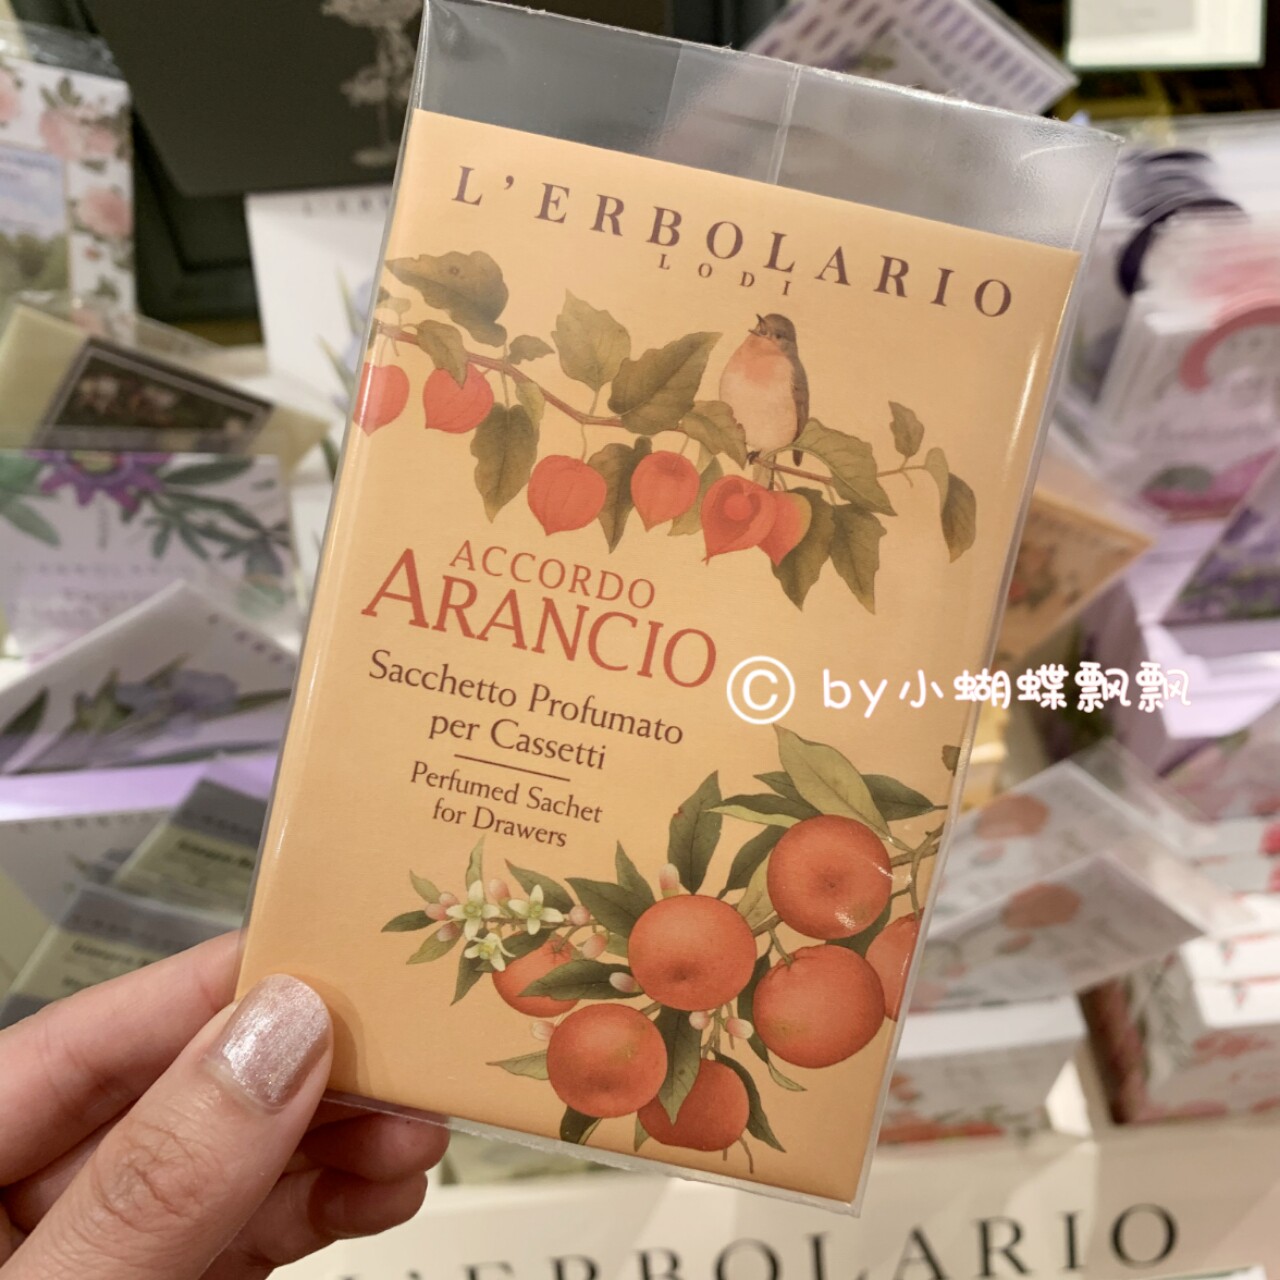 L'ERBOLARIO
LODI
ACCORDO
ARANCIO
Sacchetto Profumato
per Cassetti
Perfumed Sachet
for Drawers
© by小蝴蝶飘飘
L'ERBOLARIO